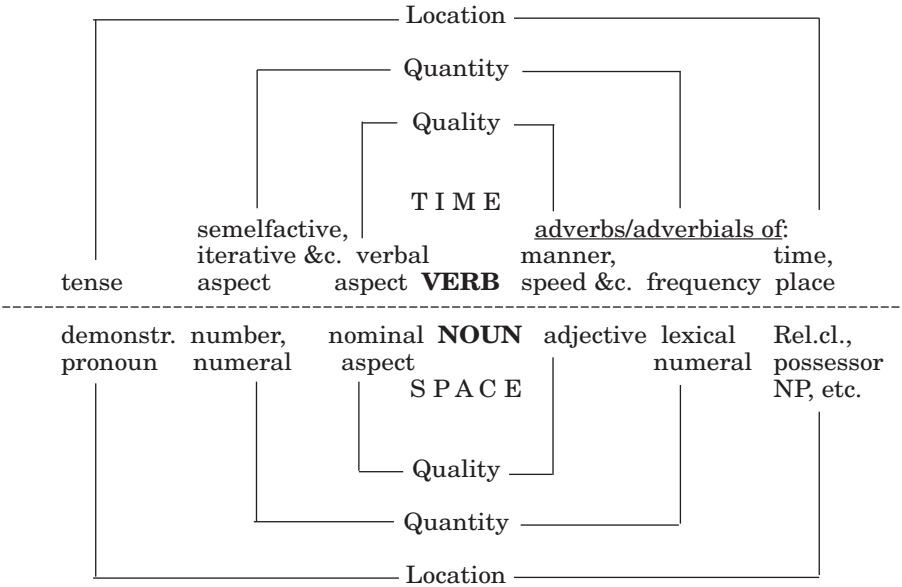 Location
Quantity
Quality
T I M E
semelfactive, adverbs/adverbials of:
iterative &c. verbal manner, time,
tense aspect aspect VERB speed &c. frequency place
demonstr. number, nominal NOUN adjective lexical Rel.cl.,
pronoun numeral aspect numeral possessor
S P A C E NP, etc.
Quality
Quantity
Location